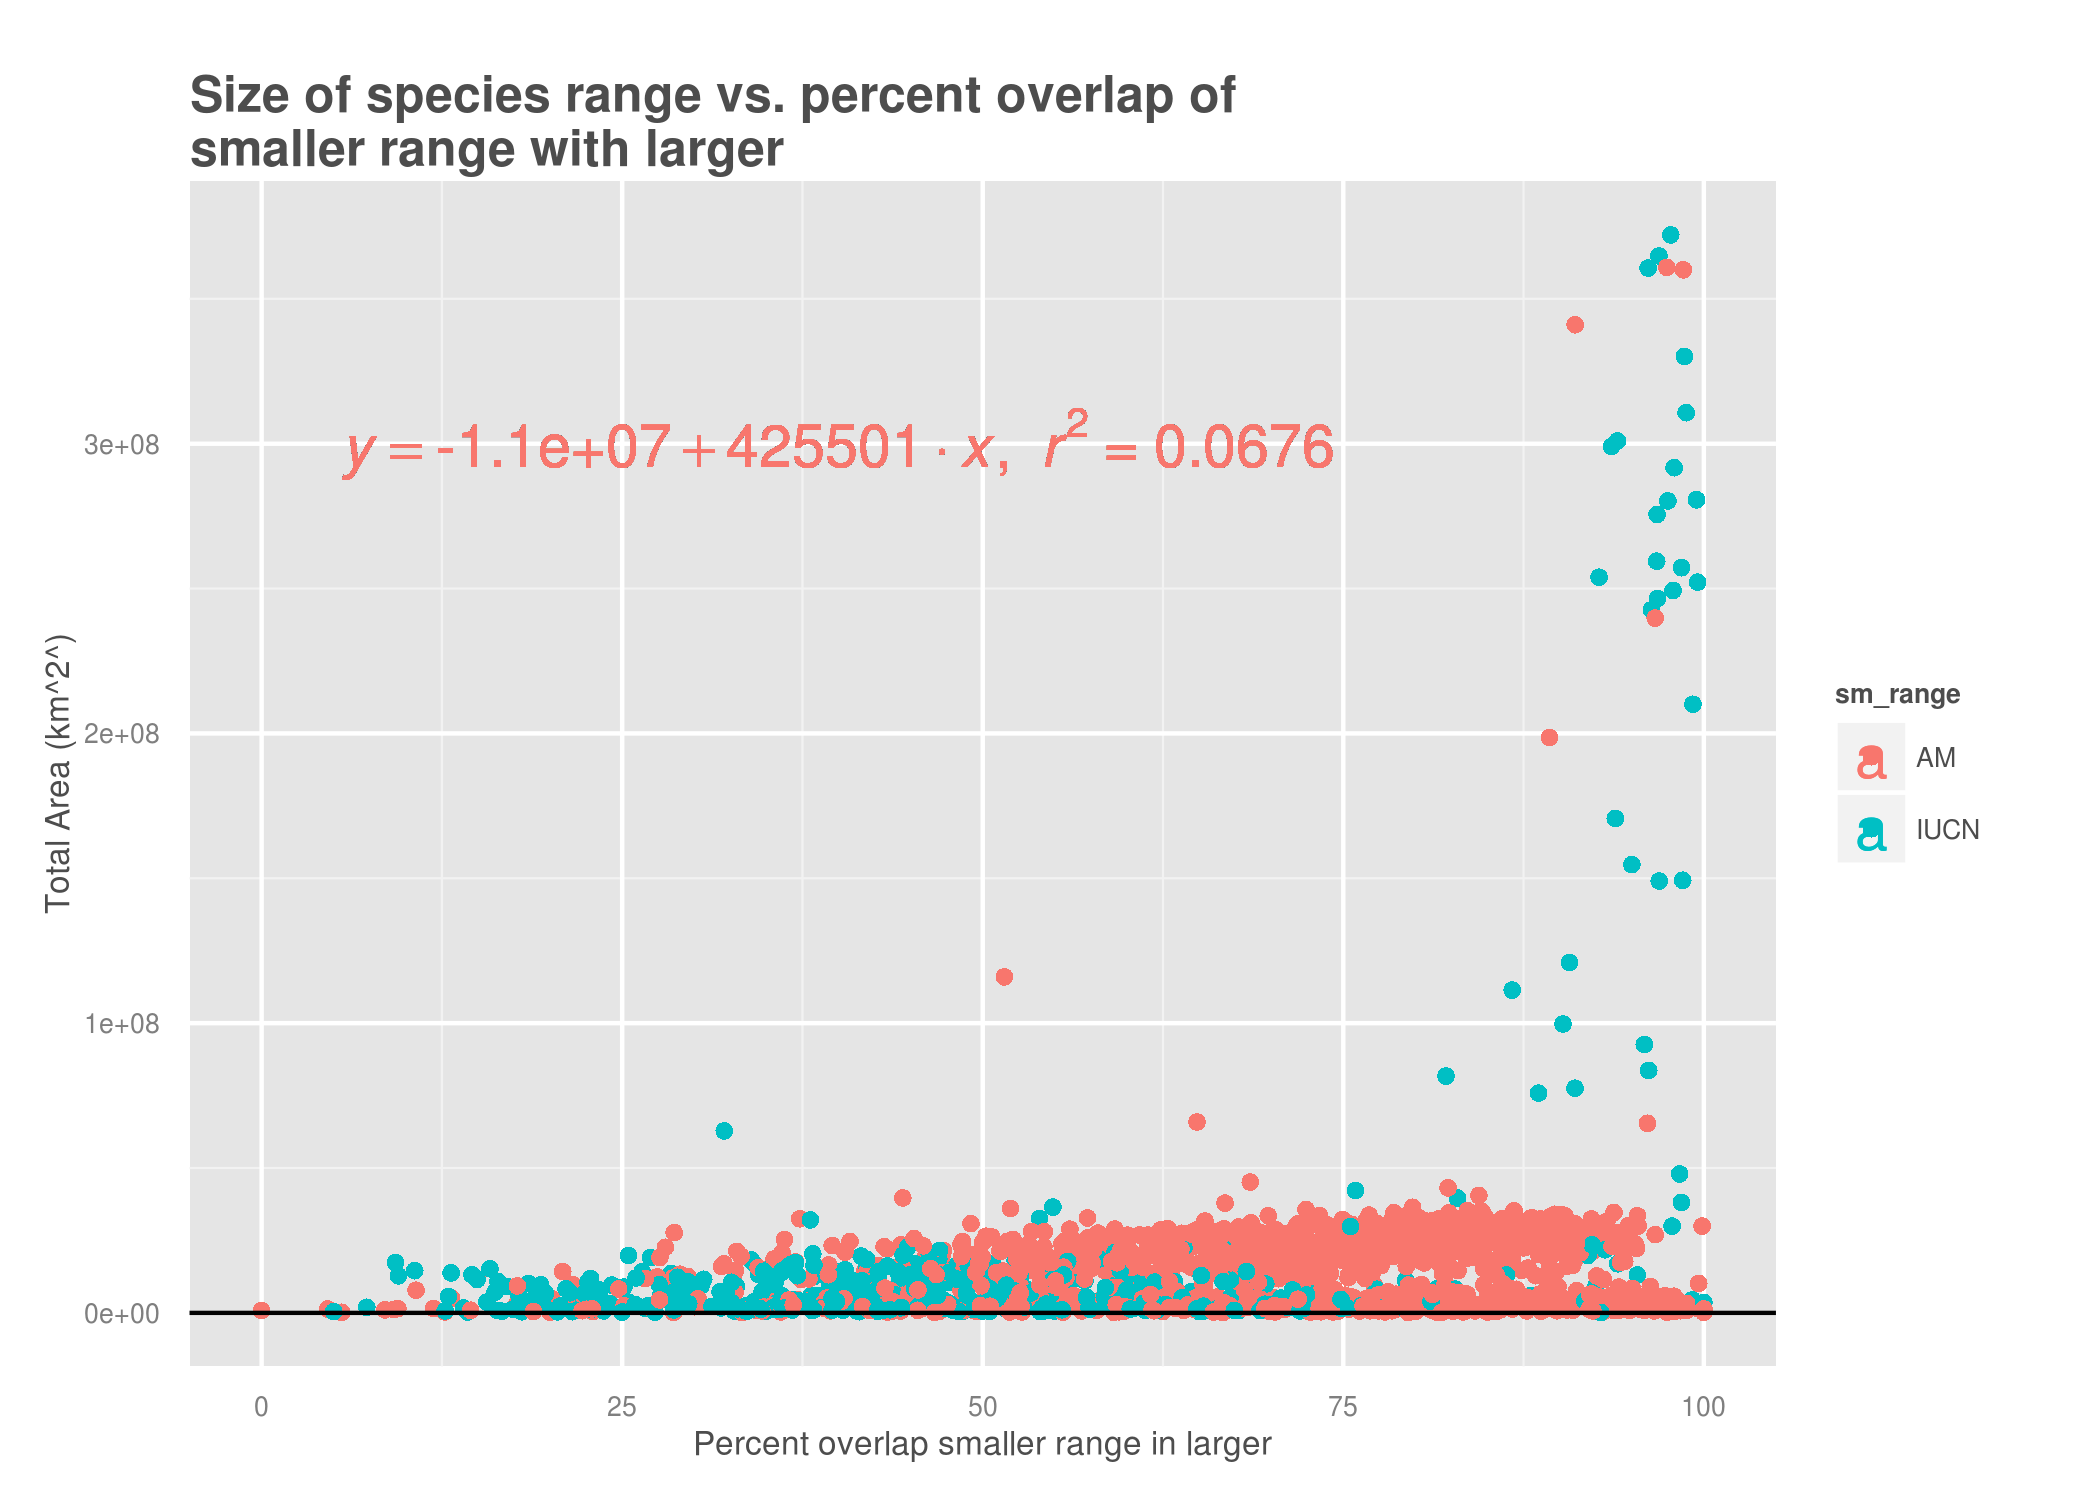 Size of species range vs. percent overlap of
smaller range with larger
y = -1.1e+07 + 425501 · x, r² = 0.0676
3e+08
2e+08
1e+08
0e+00
Total Area (km^2^)
0
25
50
75
100
Percent overlap smaller range in larger
sm_range
a AM
a IUCN